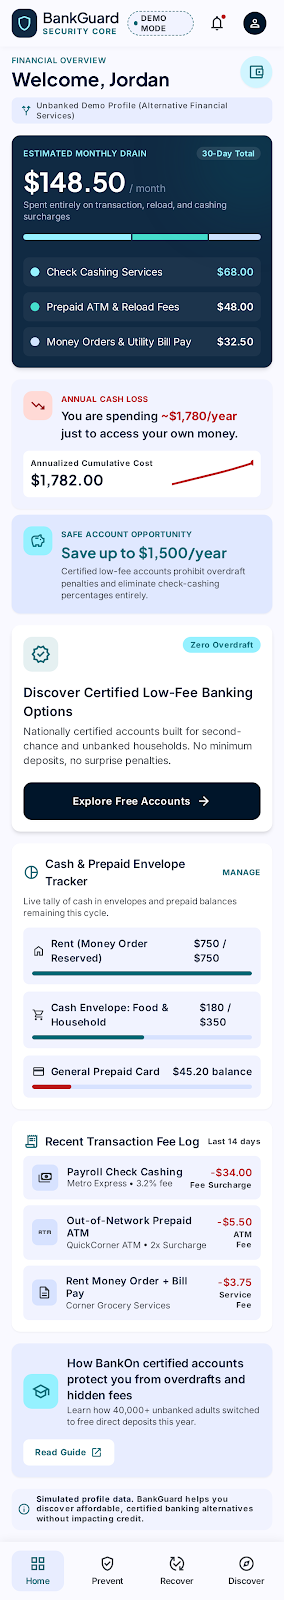 BankGuard
SECURITY CORE
DEMO
MODE
FINANCIAL OVERVIEW
Welcome, Jordan
Unbanked Demo Profile (Alternative Financial
Services)
ESTIMATED MONTHLY DRAIN
30-Day Total
$148.50 / month
Spent entirely on transaction, reload, and cashing
surcharges
Check Cashing Services $68.00
Prepaid ATM & Reload Fees $48.00
Money Orders & Utility Bill Pay $32.50
ANNUAL CASH LOSS
You are spending ~$1,780/year
just to access your own money.
Annualized Cumulative Cost
$1,782.00
SAFE ACCOUNT OPPORTUNITY
Save up to $1,500/year
Certified low-fee accounts prohibit overdraft
penalties and eliminate check-cashing
percentages entirely.
Zero Overdraft
Discover Certified Low-Fee Banking
Options
Nationally certified accounts built for second-
chance and unbanked households. No minimum
deposits, no surprise penalties.
Explore Free Accounts
Cash & Prepaid Envelope
Tracker
MANAGE
Live tally of cash in envelopes and prepaid balances
remaining this cycle.
Rent (Money Order
Reserved)
$750 /
$750
Cash Envelope: Food &
Household
$180 /
$350
General Prepaid Card $45.20 balance
Recent Transaction Fee Log Last 14 days
Payroll Check Cashing
Metro Express • 3.2% fee
-$34.00
Fee Surcharge
ATM
Out-of-Network Prepaid
ATM
QuickCorner ATM • 2x Surcharge
-$5.50
ATM
Fee
Rent Money Order + Bill
Pay
Corner Grocery Services
-$3.75
Service
Fee
How BankOn certified accounts
protect you from overdrafts and
hidden fees
Learn how 40,000+ unbanked adults switched
to free direct deposits this year.
Read Guide
Simulated profile data. BankGuard helps you
discover affordable, certified banking alternatives
without impacting credit.
Home
Prevent
Recover
Discover